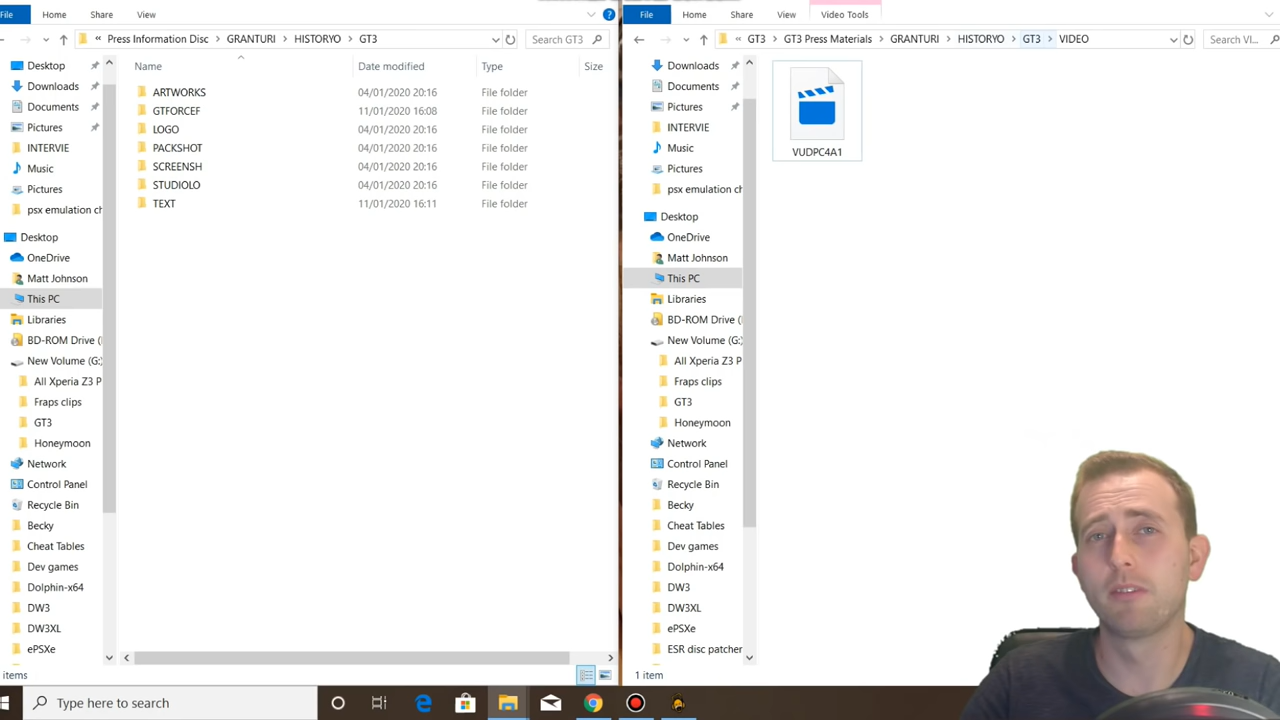 File Home Share View
Press Information Disc GRANTURI HISTORYO GT3 Search GT3
Desktop
Downloads
Documents
Pictures
INTERVIE
Music
Pictures
psx emulation ch
Desktop
OneDrive
Matt Johnson
This PC
Libraries
BD-ROM Drive (
New Volume (G:)
All Xperia Z3 P
Fraps clips
GT3
Honeymoon
Network
Control Panel
Recycle Bin
Becky
Cheat Tables
Dev games
Dolphin-x64
DW3
DW3XL
ePSXe
Name Date modified Type Size
ARTWORKS 04/01/2020 20:16 File folder
GTFORCEF 11/01/2020 16:08 File folder
LOGO 04/01/2020 20:16 File folder
PACKSHOT 04/01/2020 20:16 File folder
SCREENSH 04/01/2020 20:16 File folder
STUDIOLO 04/01/2020 20:16 File folder
TEXT 11/01/2020 16:11 File folder
items
File Home Share View Video Tools
GT3 GT3 Press Materials GRANTURI HISTORYO GT3 VIDEO Search VI...
Downloads
Documents
Pictures
INTERVIE
Music
Pictures
psx emulation ch
Desktop
OneDrive
Matt Johnson
This PC
Libraries
BD-ROM Drive (
New Volume (G:)
All Xperia Z3 P
Fraps clips
GT3
Honeymoon
Network
Control Panel
Recycle Bin
Becky
Cheat Tables
Dev games
Dolphin-x64
DW3
DW3XL
ePSXe
ESR disc patcher
VUDPC4A1
1 item
Type here to search